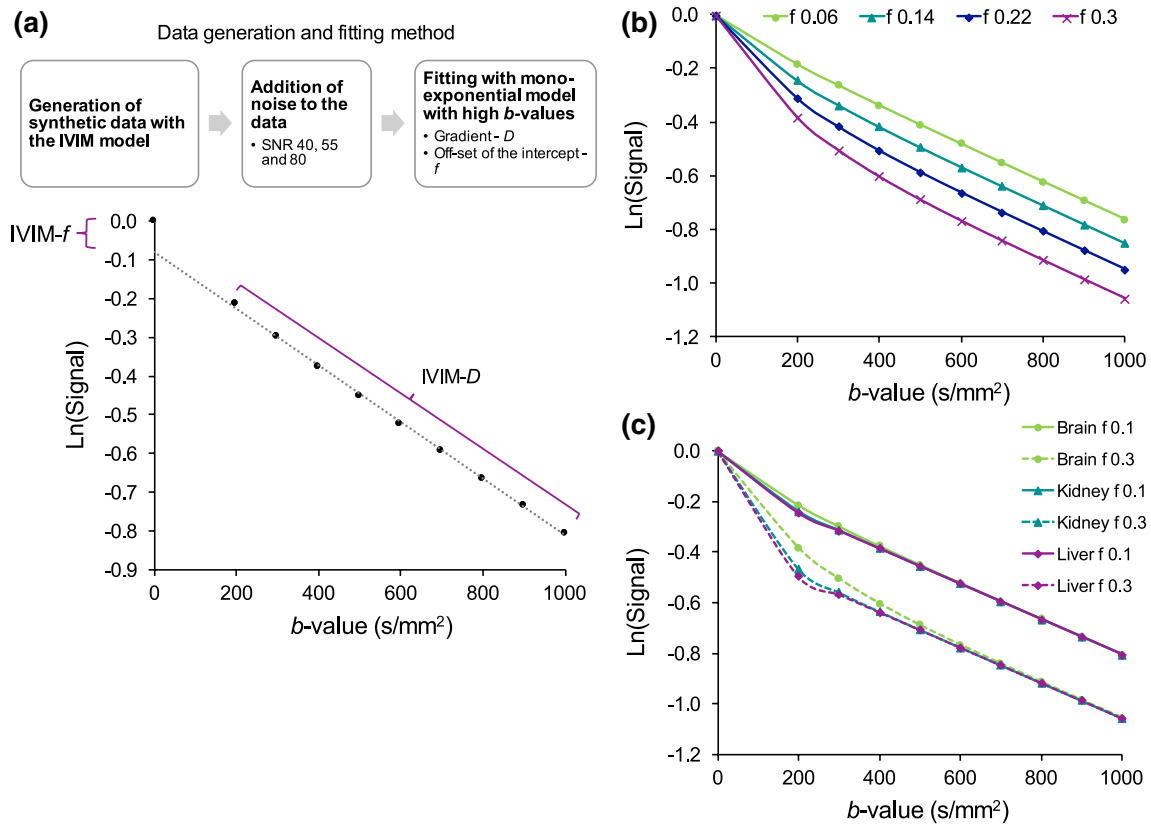 (a)
Data generation and fitting method
Generation of
synthetic data with
the IVIM model
Addition of
noise to the
data
• SNR 40, 55
and 80
Fitting with mono-
exponential model
with high b-values
• Gradient- D
• Off-set of the intercept-
f
IVIM-f
0.0
-0.1
-0.2
-0.3
-0.4
-0.5
-0.6
-0.7
-0.8
-0.9
Ln(Signal)
IVIM-D
0 200 400 600 800 1000
b-value (s/mm²)
(b)
f 0.06 f 0.14 f 0.22 f 0.3
0.0
-0.2
-0.4
-0.6
-0.8
-1.0
-1.2
Ln(Signal)
0 200 400 600 800 1000
b-value (s/mm²)
(c)
Brain f 0.1
Brain f 0.3
Kidney f 0.1
Kidney f 0.3
Liver f 0.1
Liver f 0.3
0.0
-0.2
-0.4
-0.6
-0.8
-1.0
-1.2
Ln(Signal)
0 200 400 600 800 1000
b-value (s/mm²)